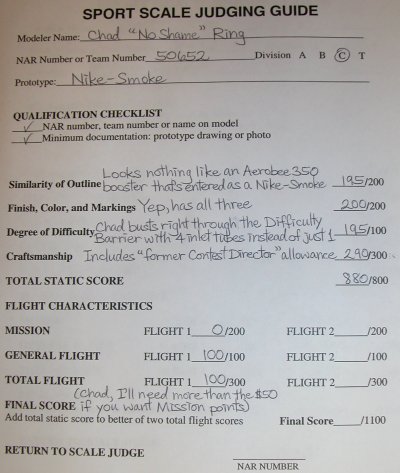 SPORT SCALE JUDGING GUIDE
Modeler Name: Chad "No Shame" Ring
NAR Number or Team Number 50652 Division A B C T
Prototype: Nike-Smoke
QUALIFICATION CHECKLIST
✓ NAR number, team number or name on model
✓ Minimum documentation: prototype drawing or photo
Looks nothing like an Aerobee 350
Similarity of Outline booster that's entered as a Nike-Smoke 195/200
Finish, Color, and Markings Yep, has all three 200/200
Chad busts right through the Difficulty
Degree of Difficulty Barrier with 4 inlet tubes instead of just 1 195/100
Craftsmanship Includes "former Contest Director" allowance 290/300
TOTAL STATIC SCORE 880/800
FLIGHT CHARACTERISTICS
MISSION FLIGHT 1 0/200 FLIGHT 2 /200
GENERAL FLIGHT FLIGHT 1 100/100 FLIGHT 2 /100
TOTAL FLIGHT FLIGHT 1 100/300 FLIGHT 2 /300
(Chad, I'll need more than the $50
FINAL SCORE if you want Mission points)
Add total static score to better of two total flight scores Final Score /1100
RETURN TO SCALE JUDGE
NAR NUMBER